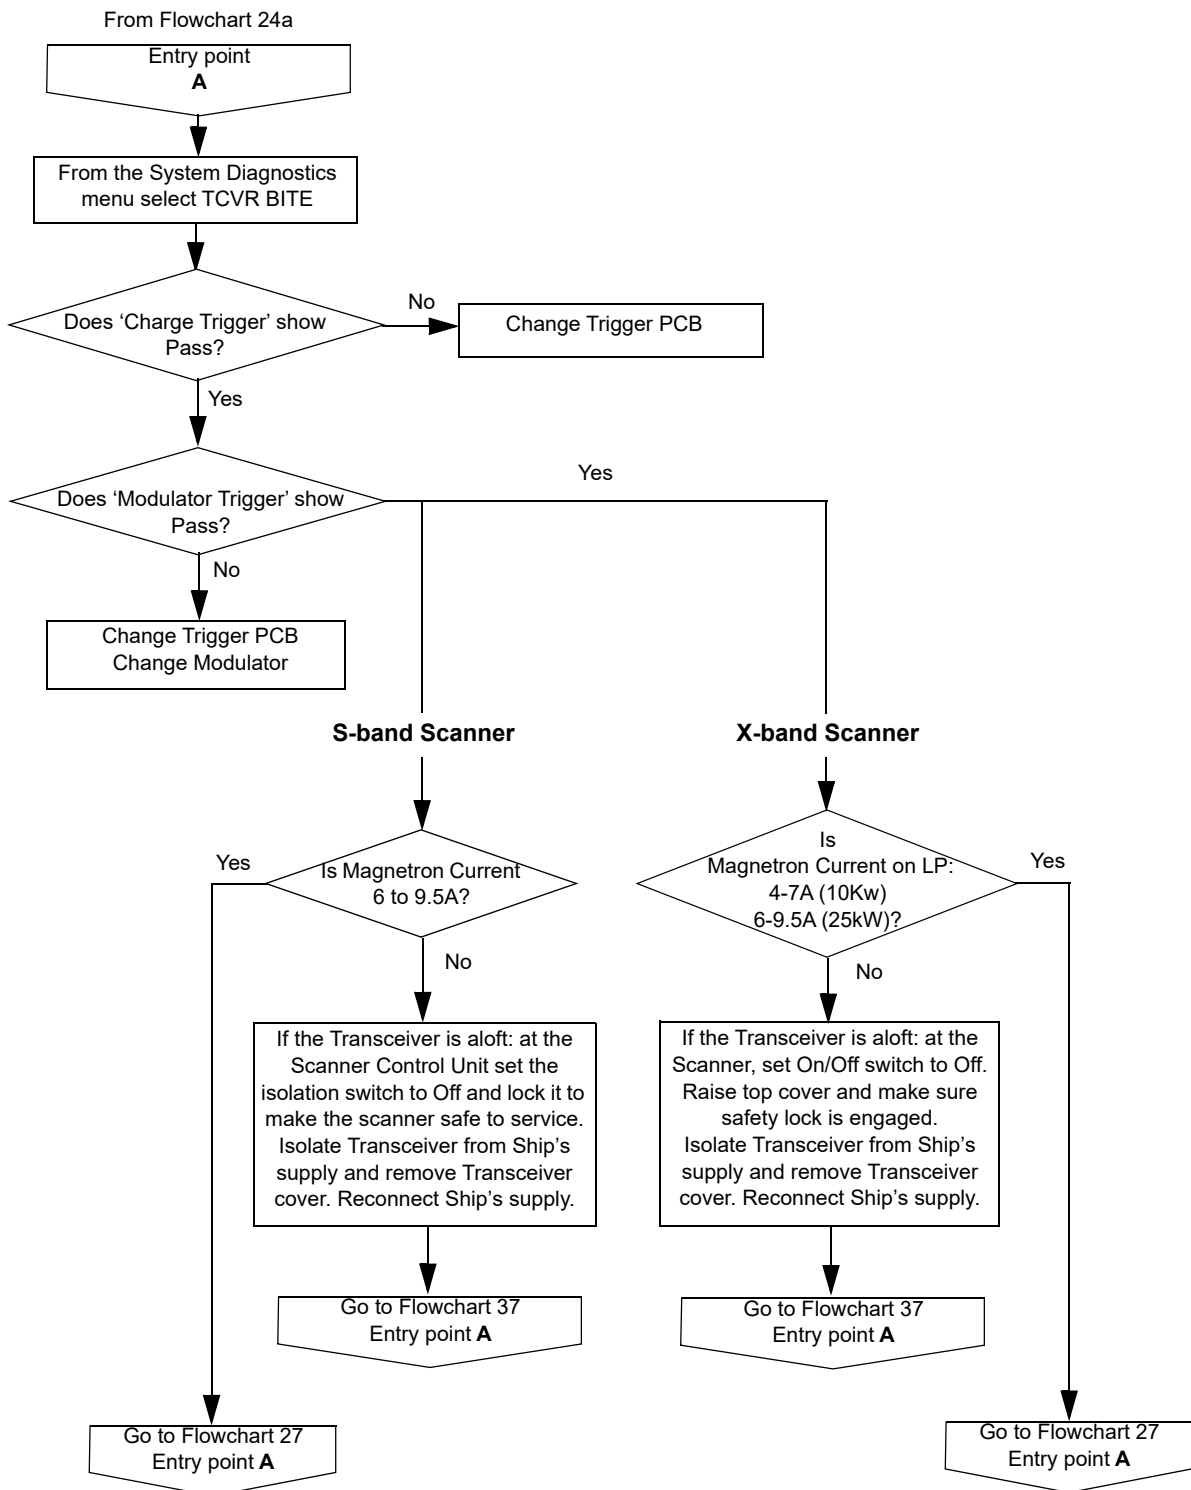 From Flowchart 24a
Entry point
A
From the System Diagnostics
menu select TCVR BITE
Does ‘Charge Trigger’ show
Pass?
No
Change Trigger PCB
Yes
Does ‘Modulator Trigger’ show
Pass?
Yes
No
Change Trigger PCB
Change Modulator
S-band Scanner
X-band Scanner
Yes
Is Magnetron Current
6 to 9.5A?
No
Is
Magnetron Current on LP:
4-7A (10Kw)
6-9.5A (25kW)?
Yes
No
If the Transceiver is aloft: at the
Scanner Control Unit set the
isolation switch to Off and lock it to
make the scanner safe to service.
Isolate Transceiver from Ship’s
supply and remove Transceiver
cover. Reconnect Ship’s supply.
If the Transceiver is aloft: at the
Scanner, set On/Off switch to Off.
Raise top cover and make sure
safety lock is engaged.
Isolate Transceiver from Ship’s
supply and remove Transceiver
cover. Reconnect Ship’s supply.
Go to Flowchart 37
Entry point A
Go to Flowchart 37
Entry point A
Go to Flowchart 27
Entry point A
Go to Flowchart 27
Entry point A